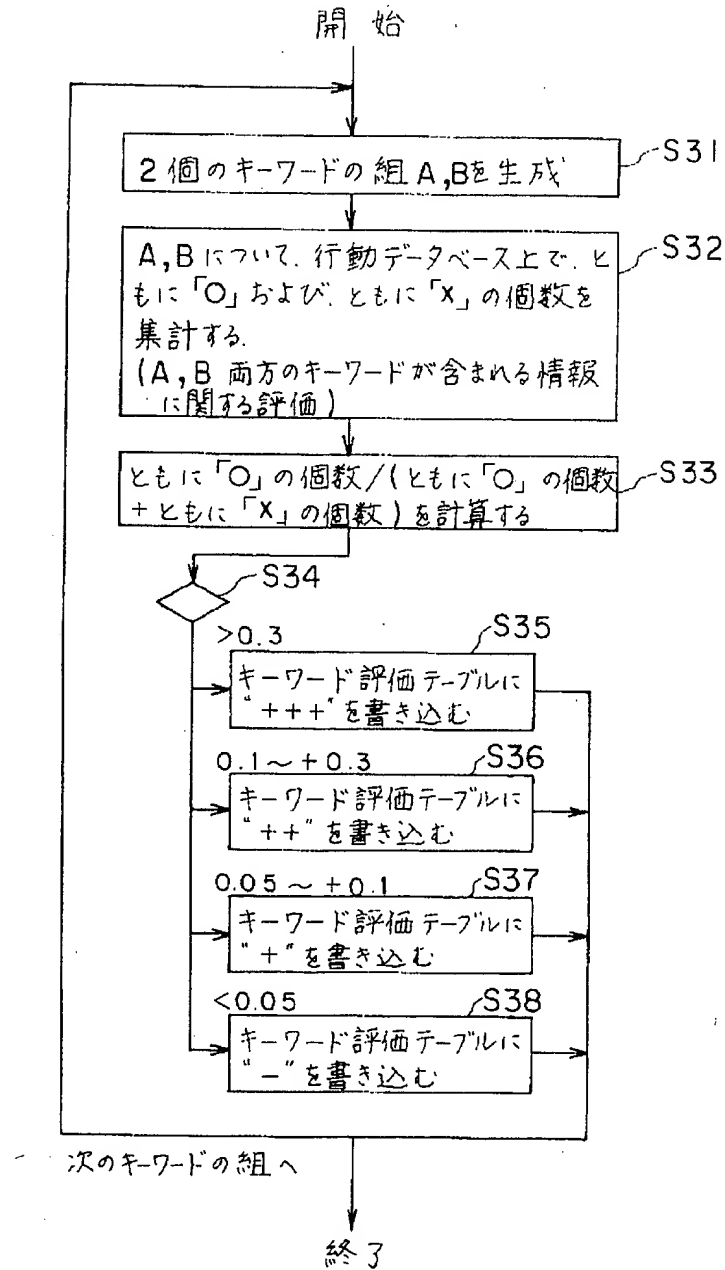 開始
2個のキーワードの組A,Bを生成
S31
A,Bについて、行動データベース上で、と
もに「O」および、ともに「X」の個数を
集計する.
(A,B両方のキーワードが含まれる情報
に関する評価)
S32
ともに「O」の個数/(ともに「O」の個数
+ともに「X」の個数)を計算する
S33
S34
>0.3
S35
キーワード評価テーブルに
"+++"を書き込む
0.1~+0.3
S36
キーワード評価テーブルに
"++"を書き込む
0.05~+0.1
S37
キーワード評価テーブルに
"+"を書き込む
<0.05
S38
キーワード評価テーブルに
"-"を書き込む
次のキーワードの組へ
終了